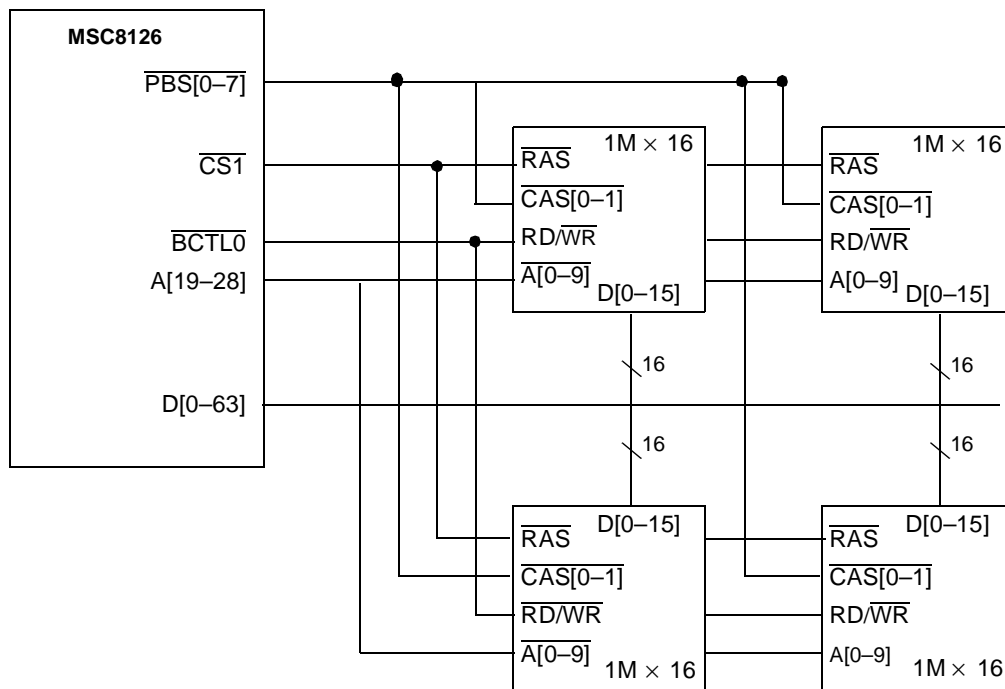 MSC8126
PBS[0–7]
CS1
BCTL0
A[19–28]
D[0–63]
1M × 16
RAS
CAS[0–1]
RD/WR
A[0–9]
D[0–15]
1M × 16
RAS
CAS[0–1]
RD/WR
A[0–9]
D[0–15]
16
16
16
16
D[0–15]
RAS
CAS[0–1]
RD/WR
A[0–9]
1M × 16
D[0–15]
RAS
CAS[0–1]
RD/WR
A[0–9]
1M × 16